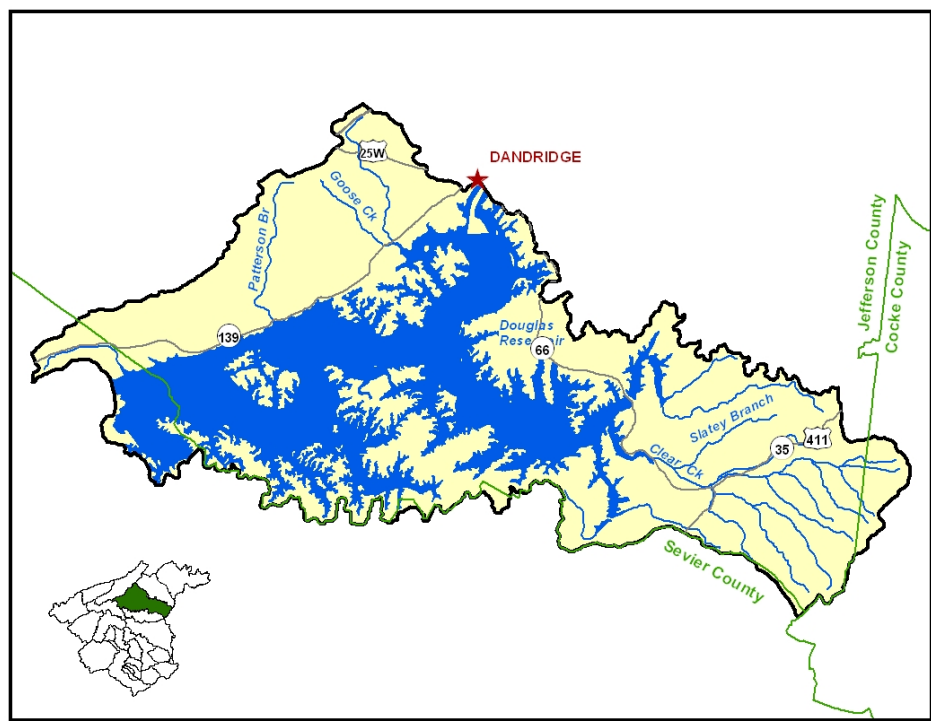 DANDRIDGE
25W
Goose Ck
Patterson Br
Jefferson County
Cocke County
139
Douglas
Reservoir
66
Slatey Branch
411
35
Clear Ck
Sevier County